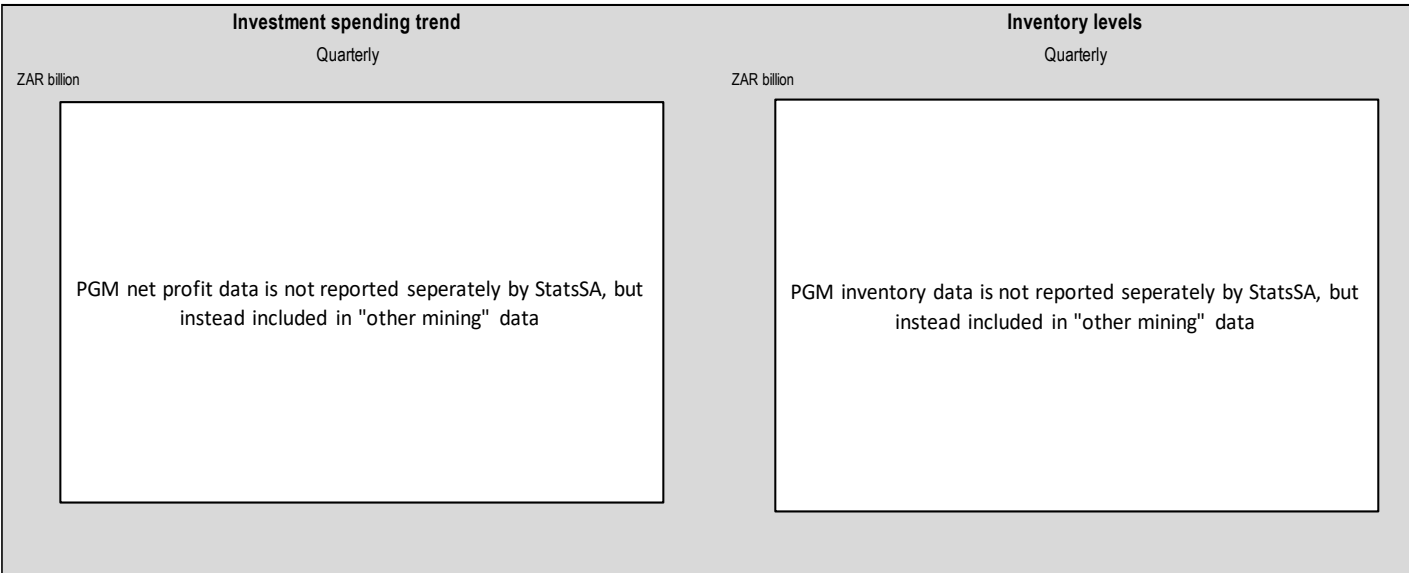 Investment spending trend
Quarterly
ZAR billion
PGM net profit data is not reported seperately by StatsSA, but
instead included in "other mining" data
Inventory levels
Quarterly
ZAR billion
PGM inventory data is not reported seperately by StatsSA, but
instead included in "other mining" data